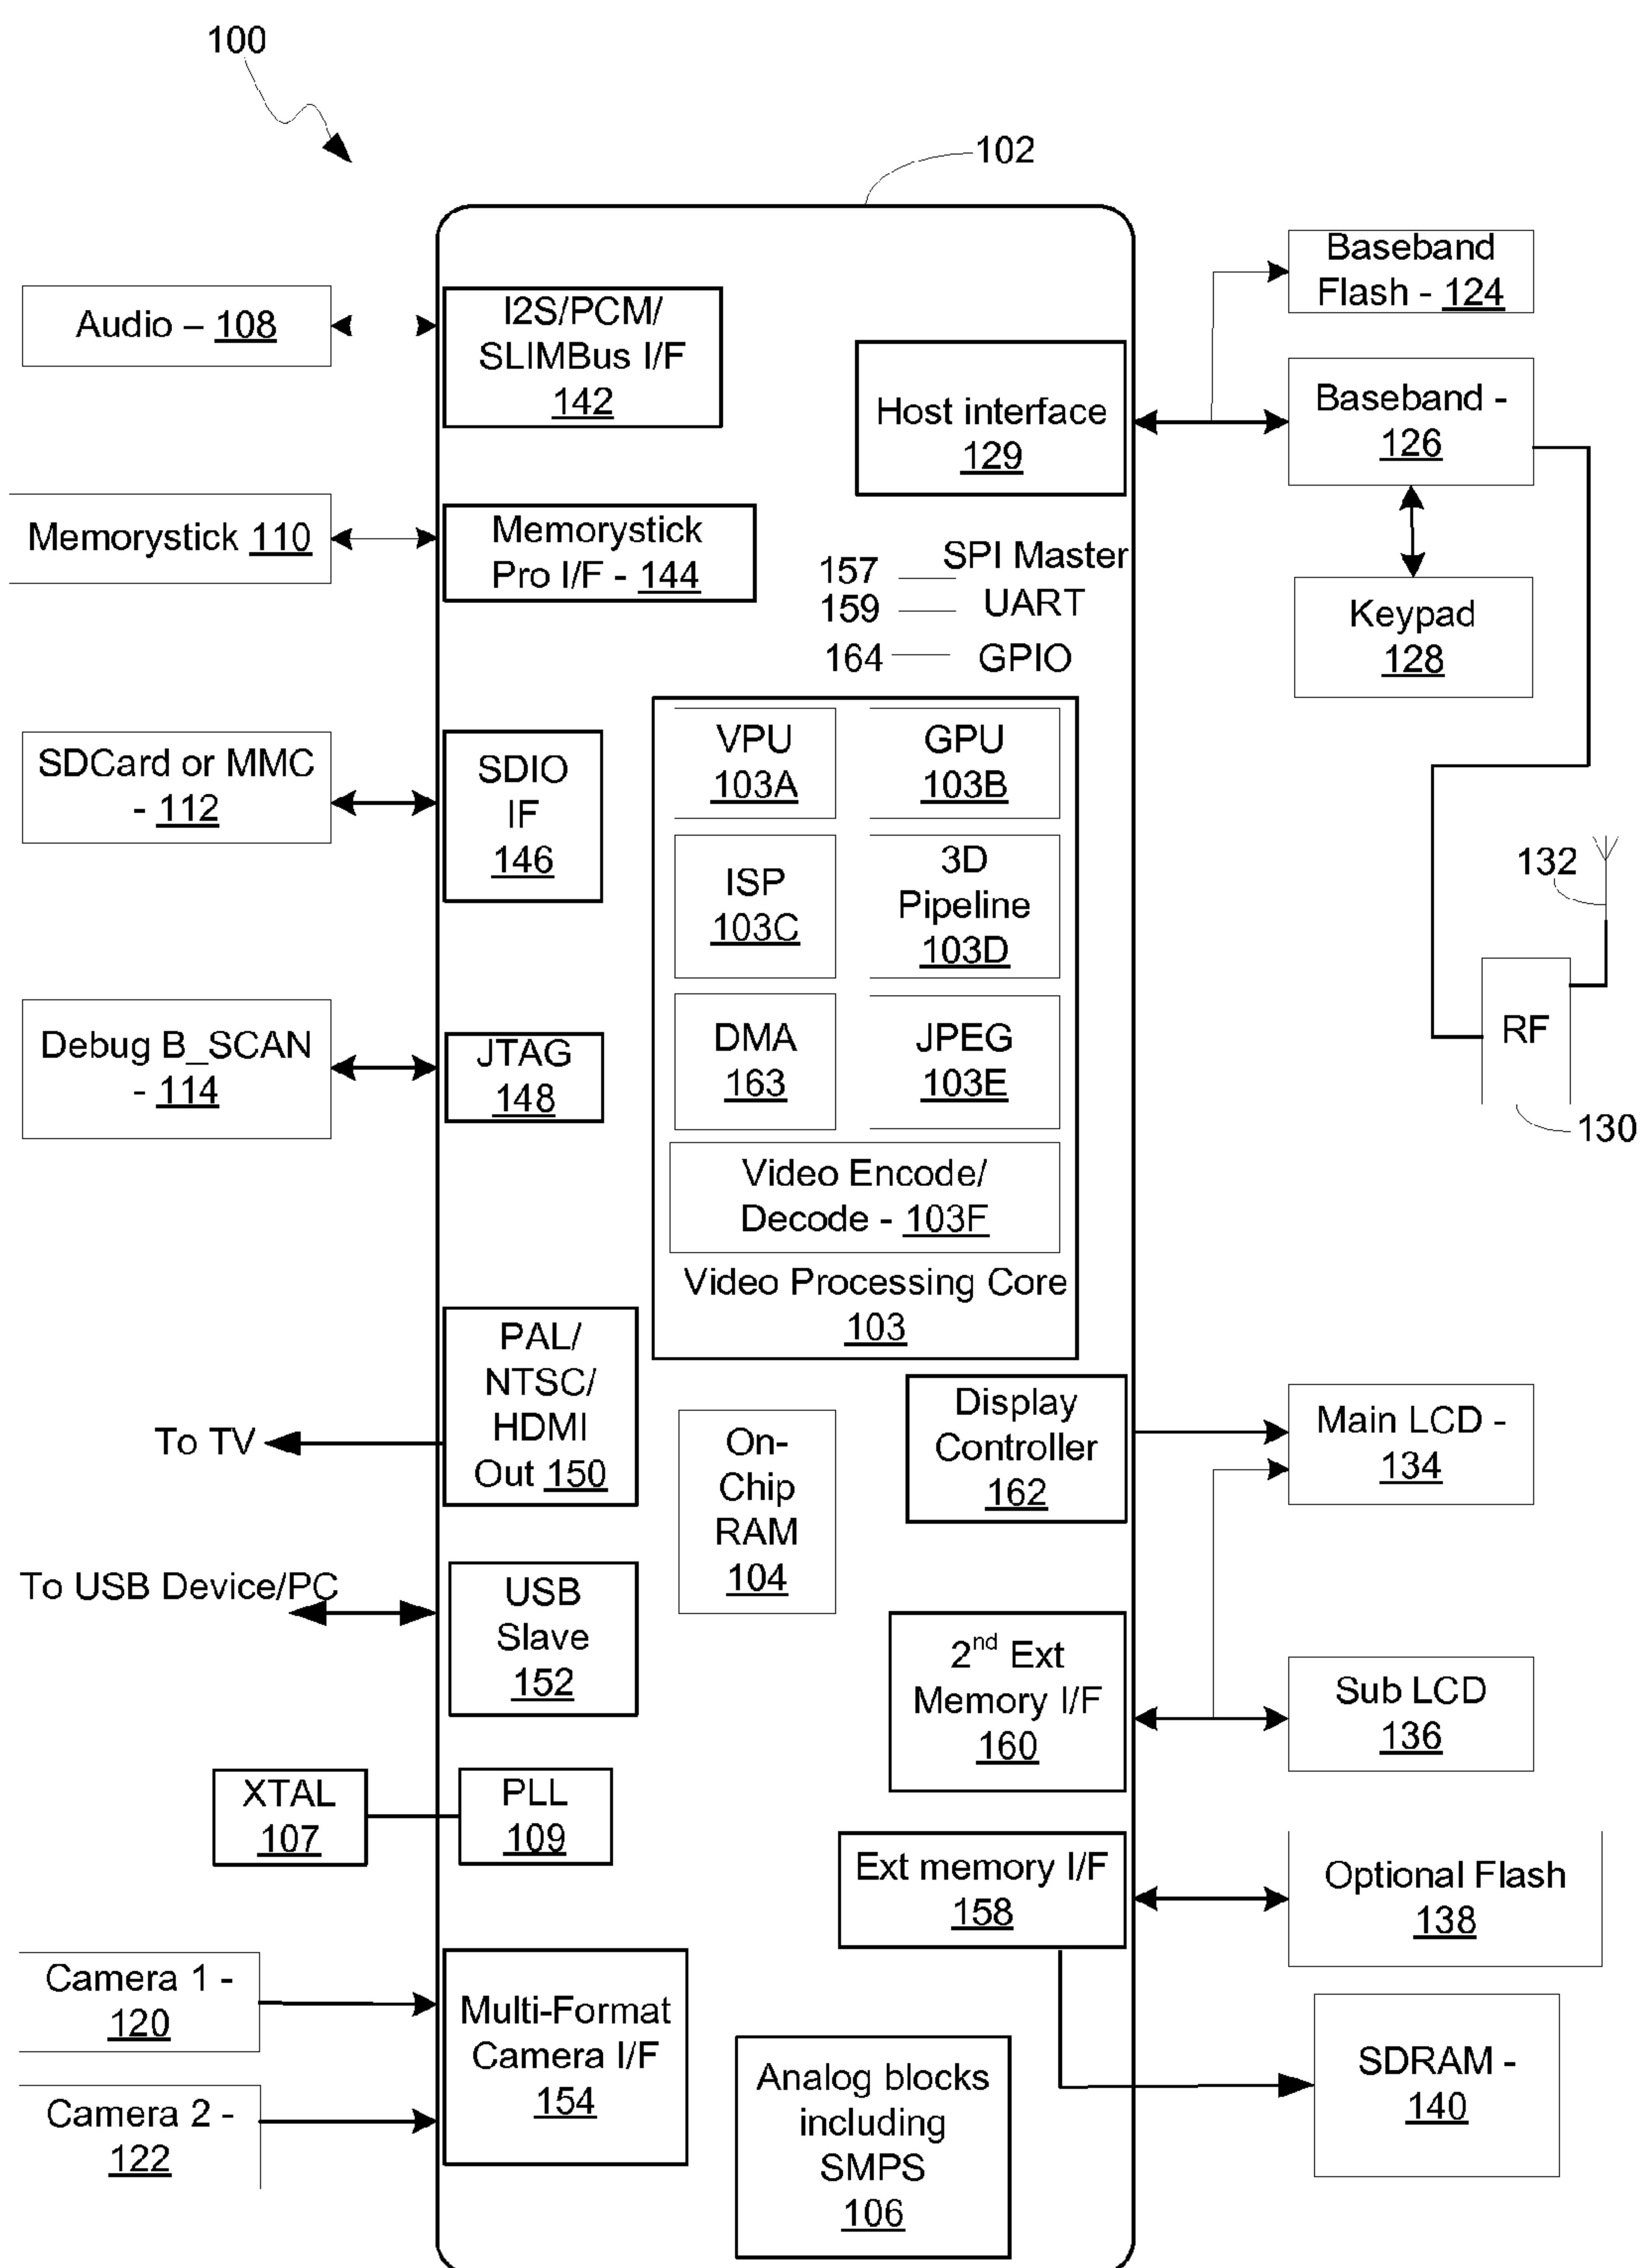 100
102
Audio – 108
I2S/PCM/
SLIMBus I/F
142
Memorystick 110
Memorystick
Pro I/F - 144
SDCard or MMC
- 112
SDIO
IF
146
Debug B_SCAN
- 114
JTAG
148
To TV
PAL/
NTSC/
HDMI
Out 150
To USB Device/PC
USB
Slave
152
XTAL
107
PLL
109
Camera 1 -
120
Camera 2 -
122
Multi-Format
Camera I/F
154
Host interface
129
157
SPI Master
159
UART
164
GPIO
VPU
103A
GPU
103B
ISP
103C
3D
Pipeline
103D
DMA
163
JPEG
103E
Video Encode/
Decode - 103F
Video Processing Core
103
On-
Chip
RAM
104
Display
Controller
162
2nd Ext
Memory I/F
160
Ext memory I/F
158
Analog blocks
including
SMPS
106
Baseband
Flash - 124
Baseband -
126
Keypad
128
132
RF
130
Main LCD -
134
Sub LCD
136
Optional Flash
138
SDRAM -
140